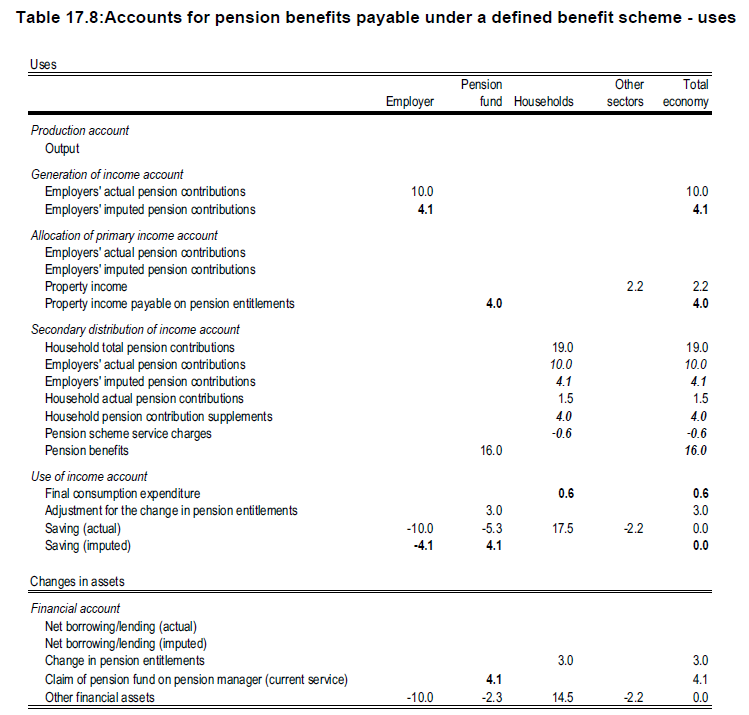 Table 17.8:Accounts for pension benefits payable under a defined benefit scheme - uses
Uses
Pension Other Total
Employer fund Households sectors economy
Production account
Output
Generation of income account
Employers' actual pension contributions 10.0 10.0
Employers' imputed pension contributions 4.1 4.1
Allocation of primary income account
Employers' actual pension contributions
Employers' imputed pension contributions
Property income 2.2 2.2
Property income payable on pension entitlements 4.0 4.0
Secondary distribution of income account
Household total pension contributions 19.0 19.0
Employers' actual pension contributions 10.0 10.0
Employers' imputed pension contributions 4.1 4.1
Household actual pension contributions 1.5 1.5
Household pension contribution supplements 4.0 4.0
Pension scheme service charges -0.6 -0.6
Pension benefits 16.0 16.0
Use of income account
Final consumption expenditure 0.6 0.6
Adjustment for the change in pension entitlements 3.0 3.0
Saving (actual) -10.0 -5.3 17.5 -2.2 0.0
Saving (imputed) -4.1 4.1 0.0
Changes in assets
Financial account
Net borrowing/lending (actual)
Net borrowing/lending (imputed)
Change in pension entitlements 3.0 3.0
Claim of pension fund on pension manager (current service) 4.1 4.1
Other financial assets -10.0 -2.3 14.5 -2.2 0.0